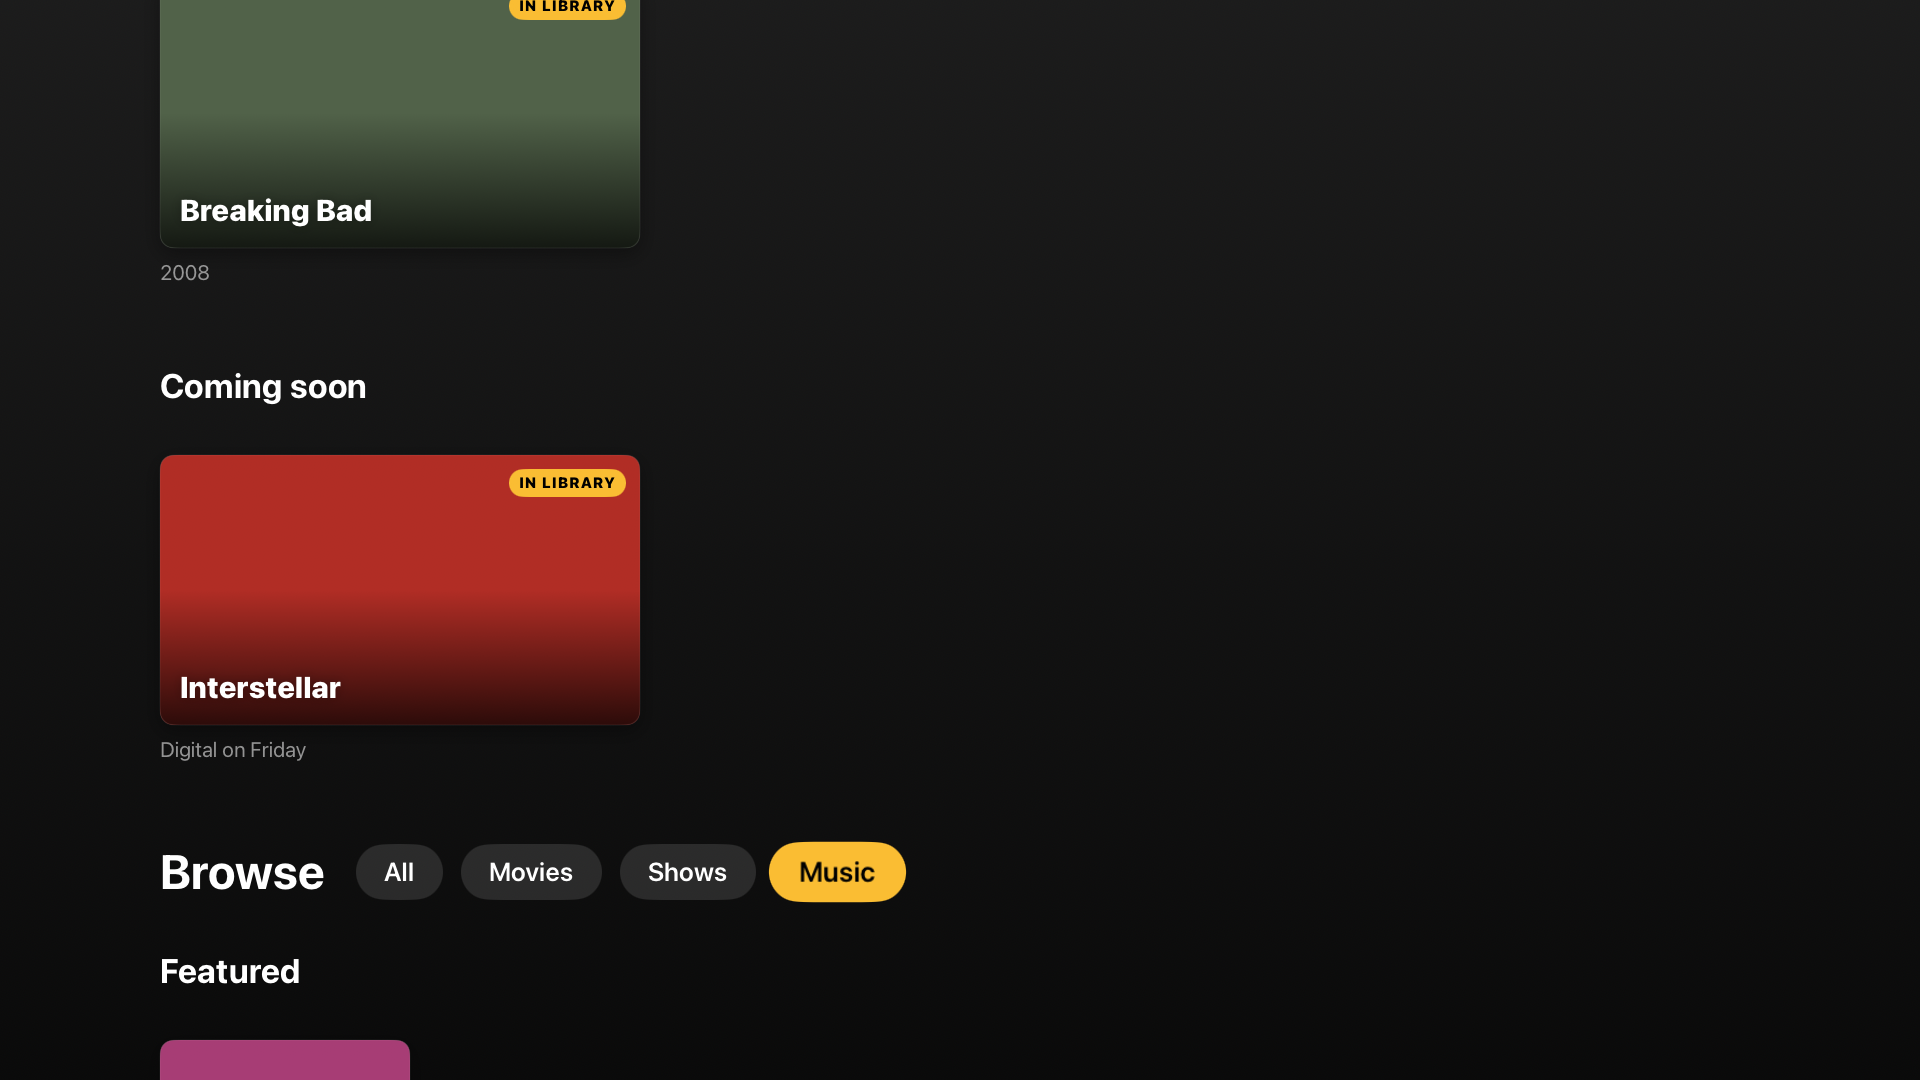 IN LIBRARY
Breaking Bad
2008
Coming soon
IN LIBRARY
Interstellar
Digital on Friday
Browse All Movies Shows Music
Featured